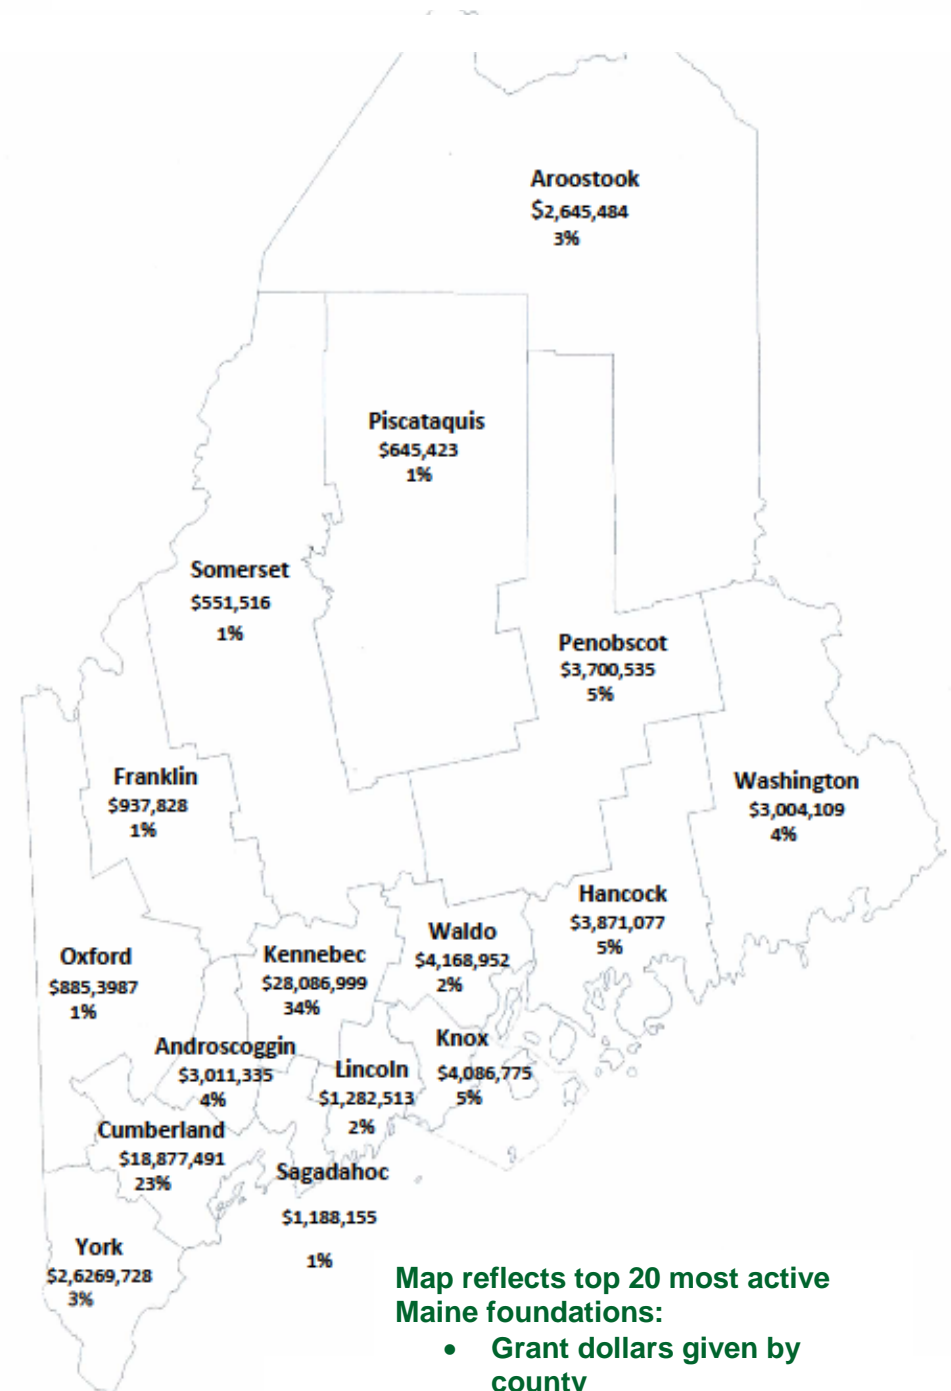 Aroostook
$2,645,484
3%
Piscataquis
$645,423
1%
Somerset
$551,516
1%
Penobscot
$3,700,535
5%
Franklin
$937,828
1%
Washington
$3,004,109
4%
Hancock
$3,871,077
5%
Waldo
$4,168,952
2%
Kennebec
$28,086,999
34%
Oxford
$885,3987
1%
Androscoggin
$3,011,335
4%
Knox
$4,086,775
5%
Lincoln
$1,282,513
2%
Cumberland
$18,877,491
23%
Sagadahoc
$1,188,155
1%
York
$2,6269,728
3%
Map reflects top 20 most active
Maine foundations:
• Grant dollars given by
county